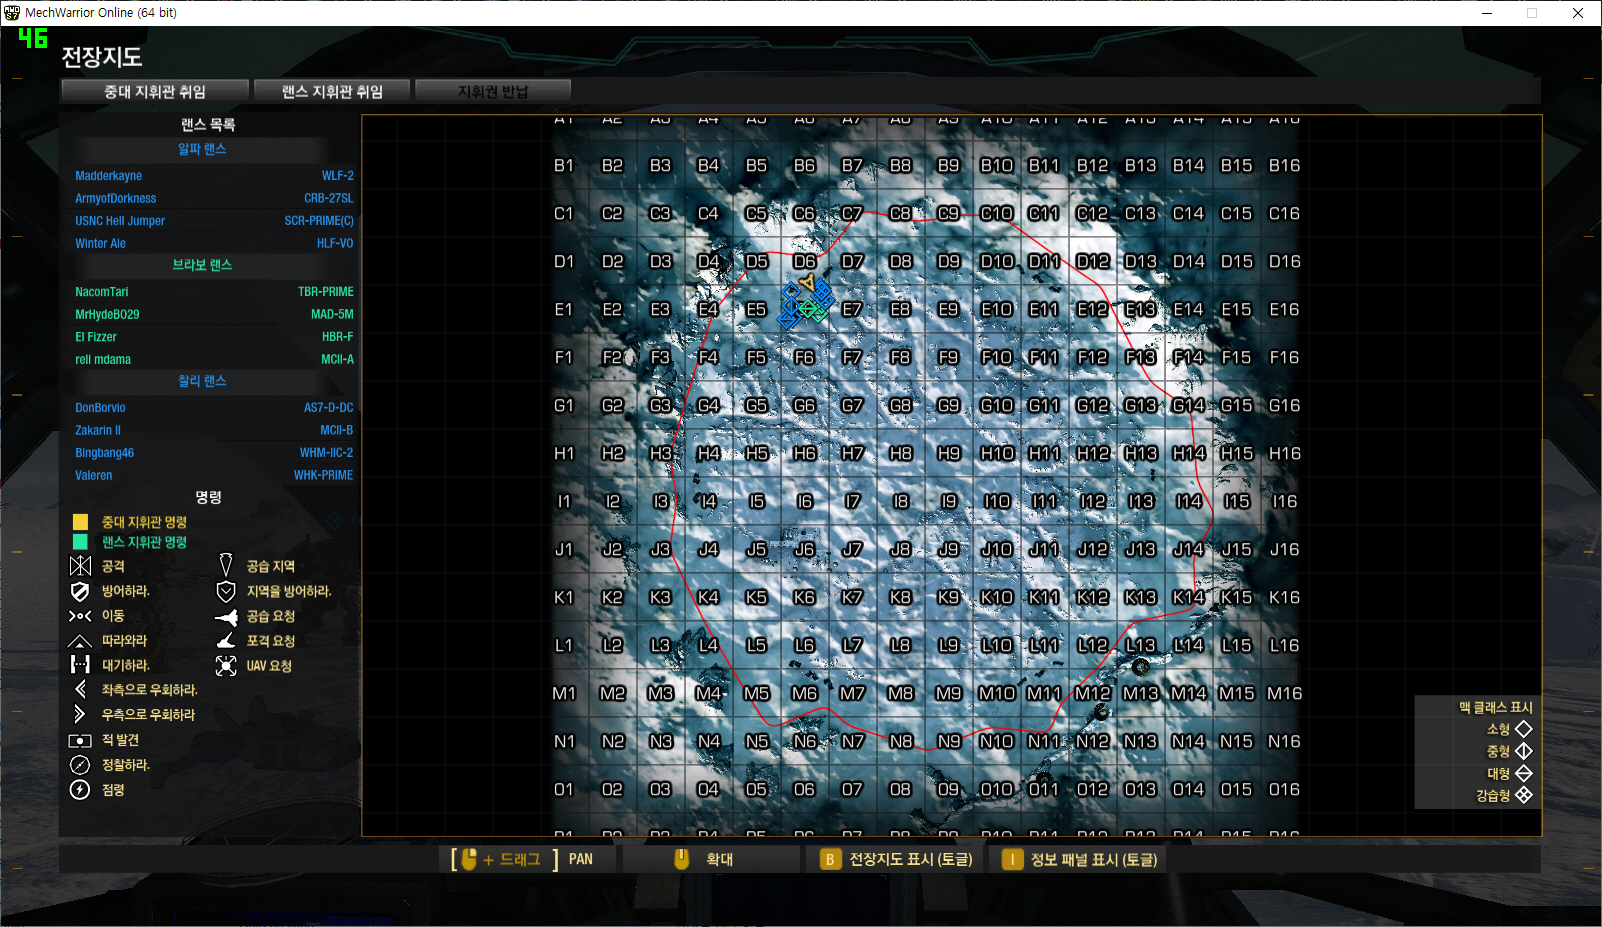 MechWarrior Online (64 bit)
46
전장지도
중대 지휘관 취임 랜스 지휘관 취임 지휘권 반납
랜스 목록
알파 랜스
Madderkayne WLF-2
ArmyofDorkness CRB-27SL
USNC Hell Jumper SCR-PRIME(C)
Winter Ale HLF-VO
브라보 랜스
NacomTari TBR-PRIME
MrHydeBO29 MAD-5M
El Fizzer HBR-F
rell mdama MCII-A
찰리 랜스
DonBorvio AS7-D-DC
Zakarin II MCII-B
Bingbang46 WHM-IIC-2
Valeren WHK-PRIME
명령
중대 지휘관 명령
랜스 지휘관 명령
공격 공습 지역
방어하라. 지역을 방어하라.
이동 공습 요청
따라와라 포격 요청
대기하라. UAV 요청
좌측으로 우회하라.
우측으로 우회하라
적 발견
정찰하라.
점령
A1 A2 A3 A4 A5 A6 A7 A8 A9 A10 A11 A12 A13 A14 A15 A16
B1 B2 B3 B4 B5 B6 B7 B8 B9 B10 B11 B12 B13 B14 B15 B16
C1 C2 C3 C4 C5 C6 C7 C8 C9 C10 C11 C12 C13 C14 C15 C16
D1 D2 D3 D4 D5 D6 D7 D8 D9 D10 D11 D12 D13 D14 D15 D16
E1 E2 E3 E4 E5 E7 E8 E9 E10 E11 E12 E13 E14 E15 E16
F1 F2 F3 F4 F5 F6 F7 F8 F9 F10 F11 F12 F13 F14 F15 F16
G1 G2 G3 G4 G5 G6 G7 G8 G9 G10 G11 G12 G13 G14 G15 G16
H1 H2 H3 H4 H5 H6 H7 H8 H9 H10 H11 H12 H13 H14 H15 H16
I1 I2 I3 I4 I5 I6 I7 I8 I9 I10 I11 I12 I13 I14 I15 I16
J1 J2 J3 J4 J5 J6 J7 J8 J9 J10 J11 J12 J13 J14 J15 J16
K1 K2 K3 K4 K5 K6 K7 K8 K9 K10 K11 K12 K13 K14 K15 K16
L1 L2 L3 L4 L5 L6 L7 L8 L9 L10 L11 L12 L13 L14 L15 L16
M1 M2 M3 M4 M5 M6 M7 M8 M9 M10 M11 M12 M13 M14 M15 M16
N1 N2 N3 N4 N5 N6 N7 N8 N9 N10 N11 N12 N13 N14 N15 N16
O1 O2 O3 O4 O5 O6 O7 O8 O9 O10 O11 O12 O13 O14 O15 O16
맥 클래스 표시
소형
중형
대형
강습형
[ + 드래그 ] PAN 확대 B 전장지도 표시 (토글) I 정보 패널 표시 (토글)